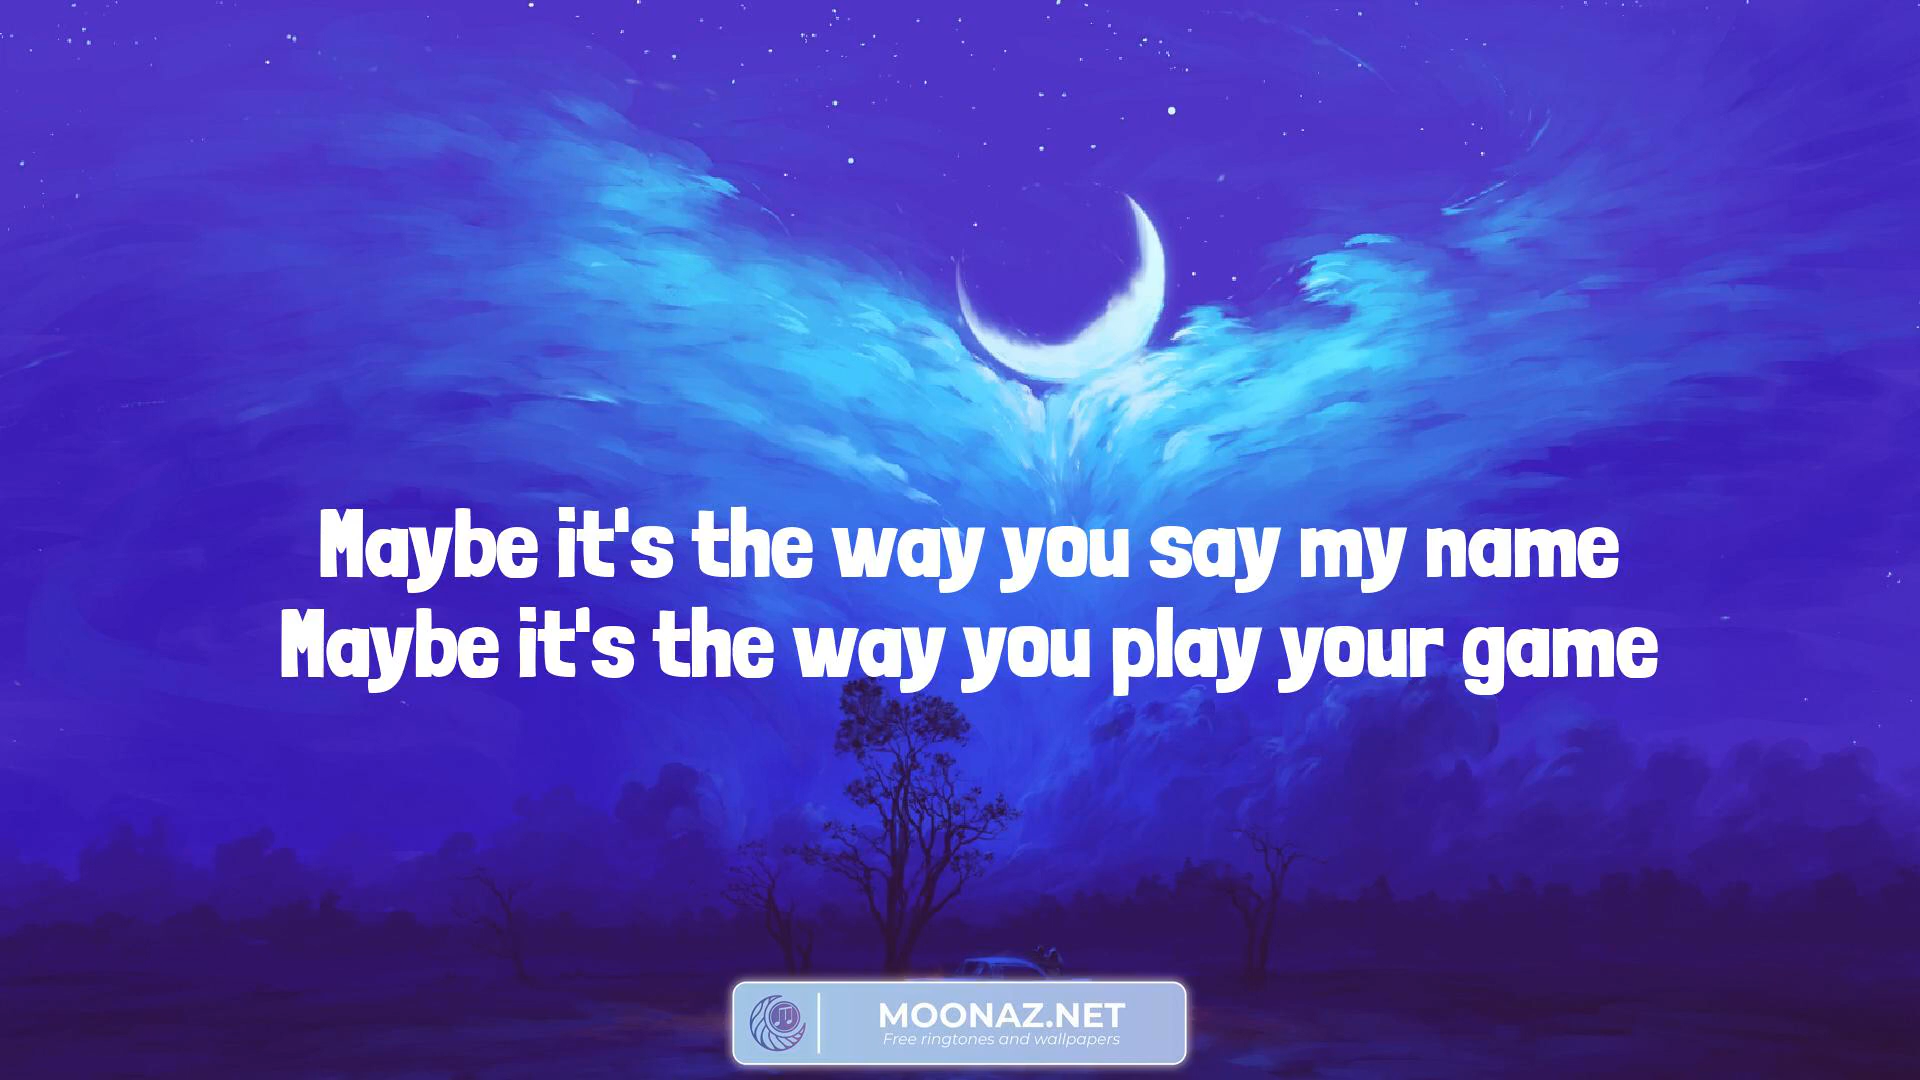 Maybe it's the way you say my name
Maybe it's the way you play your game
MOONAZ.NET
Free ringtones and wallpapers